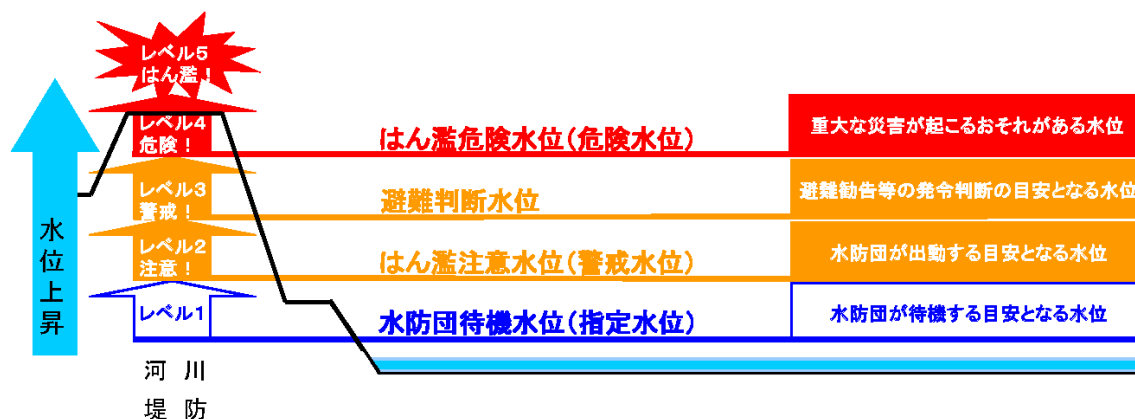 レベル5
はん濫！
レベル4
危険！
はん濫危険水位(危険水位)
重大な災害が起こるおそれがある水位
レベル3
警戒！
避難判断水位
避難勧告等の発令判断の目安となる水位
レベル2
注意！
はん濫注意水位(警戒水位)
水防団が出動する目安となる水位
レベル1
水防団待機水位(指定水位)
水防団が待機する目安となる水位
水位上昇
河川
堤防